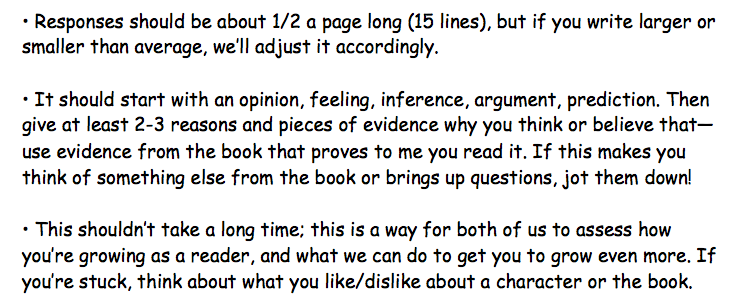 • Responses should be about 1/2 a page long (15 lines), but if you write larger or
smaller than average, we'll adjust it accordingly.
• It should start with an opinion, feeling, inference, argument, prediction. Then
give at least 2-3 reasons and pieces of evidence why you think or believe that—
use evidence from the book that proves to me you read it. If this makes you
think of something else from the book or brings up questions, jot them down!
• This shouldn't take a long time; this is a way for both of us to assess how
you're growing as a reader, and what we can do to get you to grow even more. If
you're stuck, think about what you like/dislike about a character or the book.